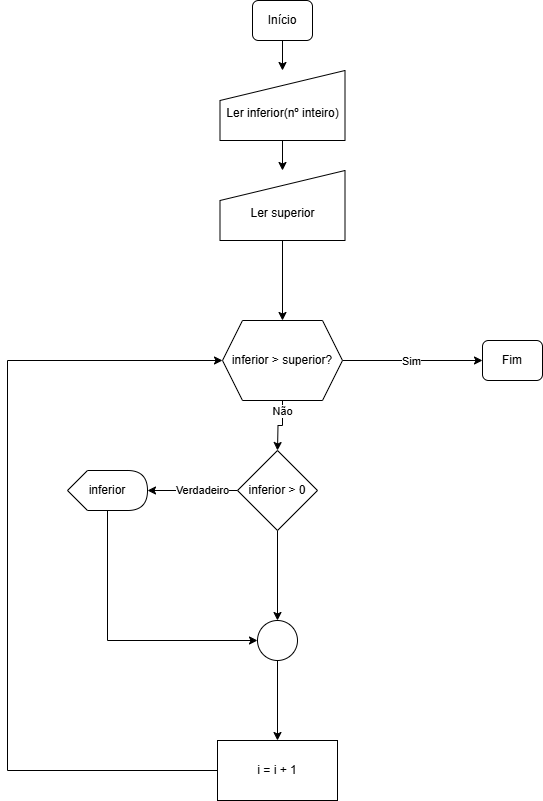 Início
Ler inferior(nº inteiro)
Ler superior
inferior > superior?
Sim
Fim
Não
inferior > 0
Verdadeiro
inferior
i = i + 1